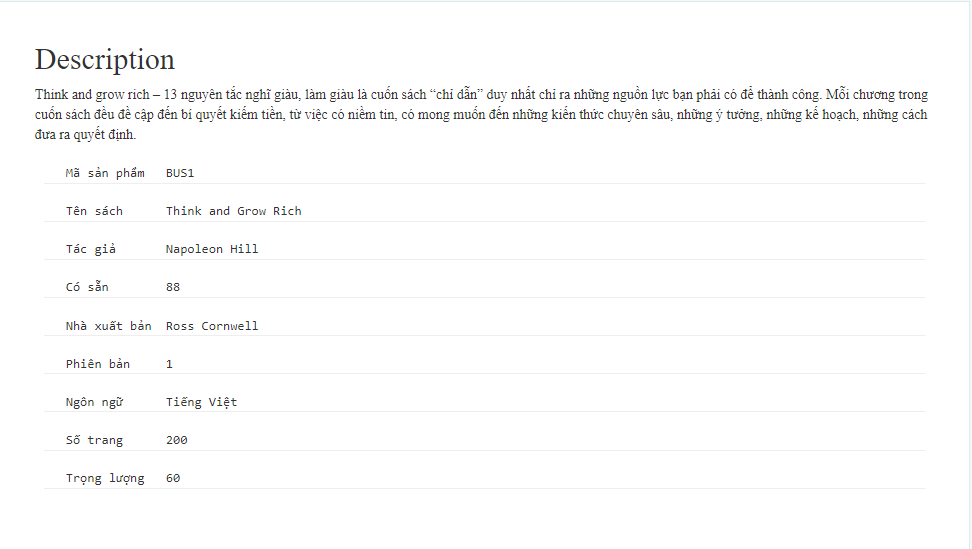 Description
Think and grow rich – 13 nguyên tắc nghĩ giàu, làm giàu là cuốn sách “chỉ dẫn” duy nhất chỉ ra những nguồn lực bạn phải có để thành công. Mỗi chương trong
cuốn sách đều đề cập đến bí quyết kiếm tiền, từ việc có niềm tin, có mong muốn đến những kiến thức chuyên sâu, những ý tưởng, những kế hoạch, những cách
đưa ra quyết định.
Mã sản phẩm BUS1
Tên sách Think and Grow Rich
Tác giả Napoleon Hill
Có sẵn 88
Nhà xuất bản Ross Cornwell
Phiên bản 1
Ngôn ngữ Tiếng Việt
Số trang 200
Trọng lượng 60